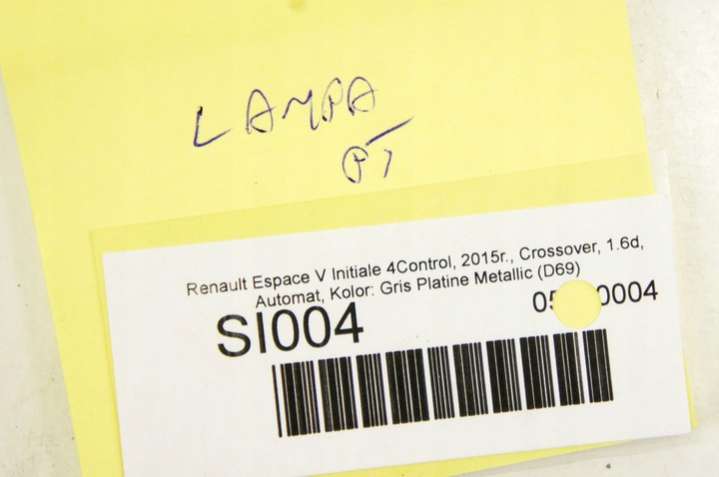 LAMPA
PT
Renault Espace V Initiale 4Control, 2015r., Crossover, 1.6d,
Automat, Kolor: Gris Platine Metallic (D69)
SI004